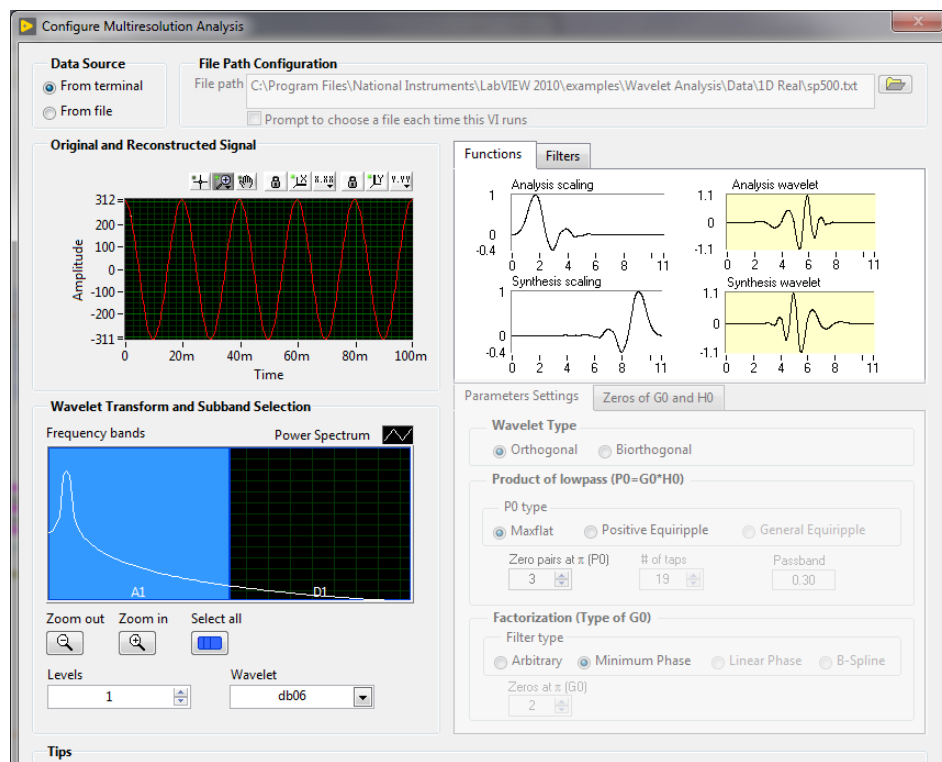 Configure Multiresolution Analysis
Data Source
From terminal
From file
File Path Configuration
File path C:\Program Files\National Instruments\LabVIEW 2010\examples\Wavelet Analysis\Data\1D Real\sp500.txt
Prompt to choose a file each time this VI runs
Original and Reconstructed Signal
X.XX Y.YY
312
200
100
0
-100
-200
-311
Amplitude
0 20m 40m 60m 80m 100m
Time
Functions Filters
Analysis scaling
1
0
-0.4
0 2 4 6 8 11
Analysis wavelet
1.1
0
-1.1
0 2 4 6 8 11
Synthesis scaling
1
0
-0.4
0 2 4 6 8 11
Synthesis wavelet
1.1
0
-1.1
0 2 4 6 8 11
Wavelet Transform and Subband Selection
Frequency bands Power Spectrum
A1 D1
Zoom out Zoom in Select all
Levels Wavelet
1 db06
Parameters Settings Zeros of G0 and H0
Wavelet Type
Orthogonal Biorthogonal
Product of lowpass (P0=G0*H0)
P0 type
Maxflat Positive Equiripple General Equiripple
Zero pairs at π (P0) # of taps Passband
3 19 0.30
Factorization (Type of G0)
Filter type
Arbitrary Minimum Phase Linear Phase B-Spline
Zeros at π (G0)
2
Tips